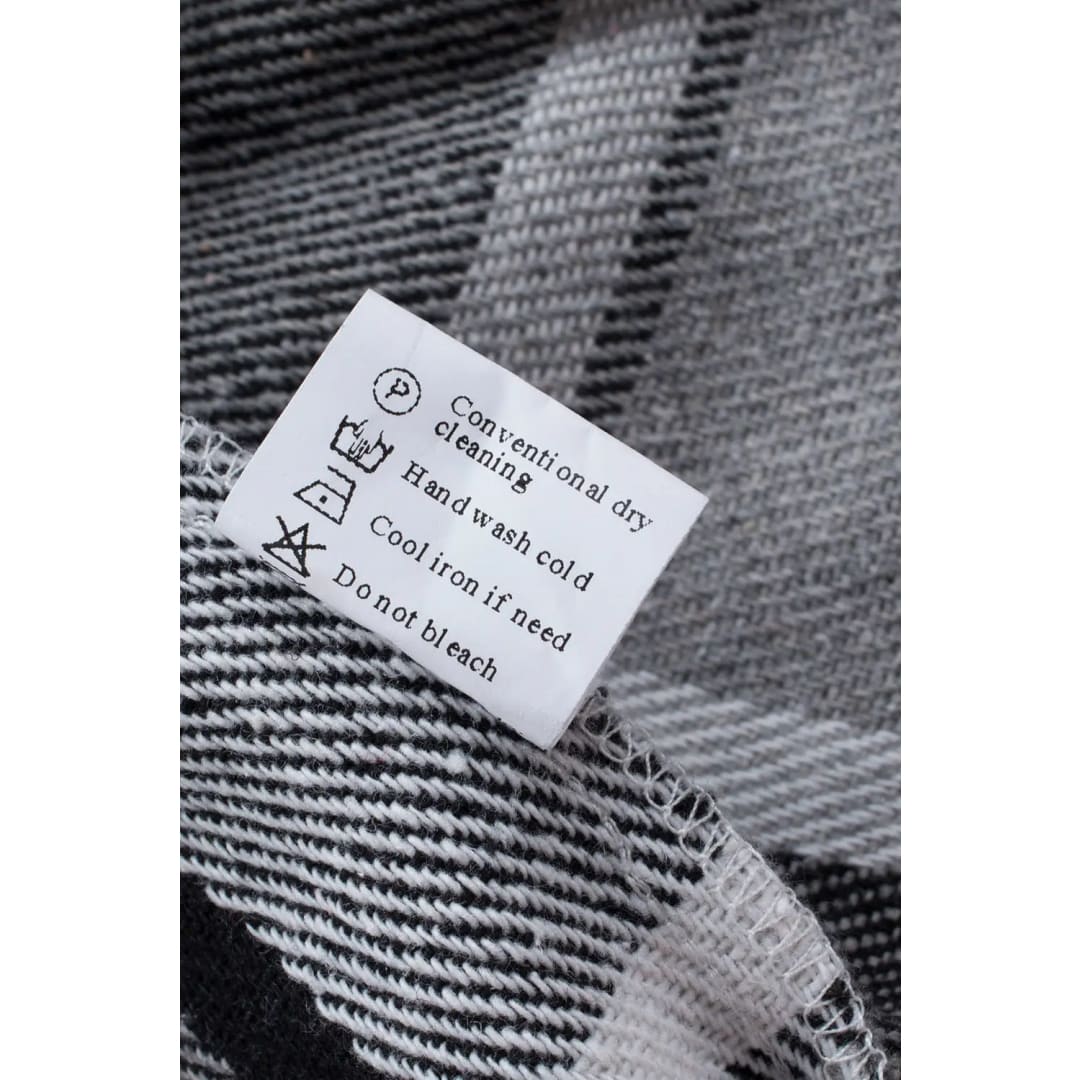 P
Conventional dry
cleaning
Hand wash cold
Cool iron if need
Do not bleach